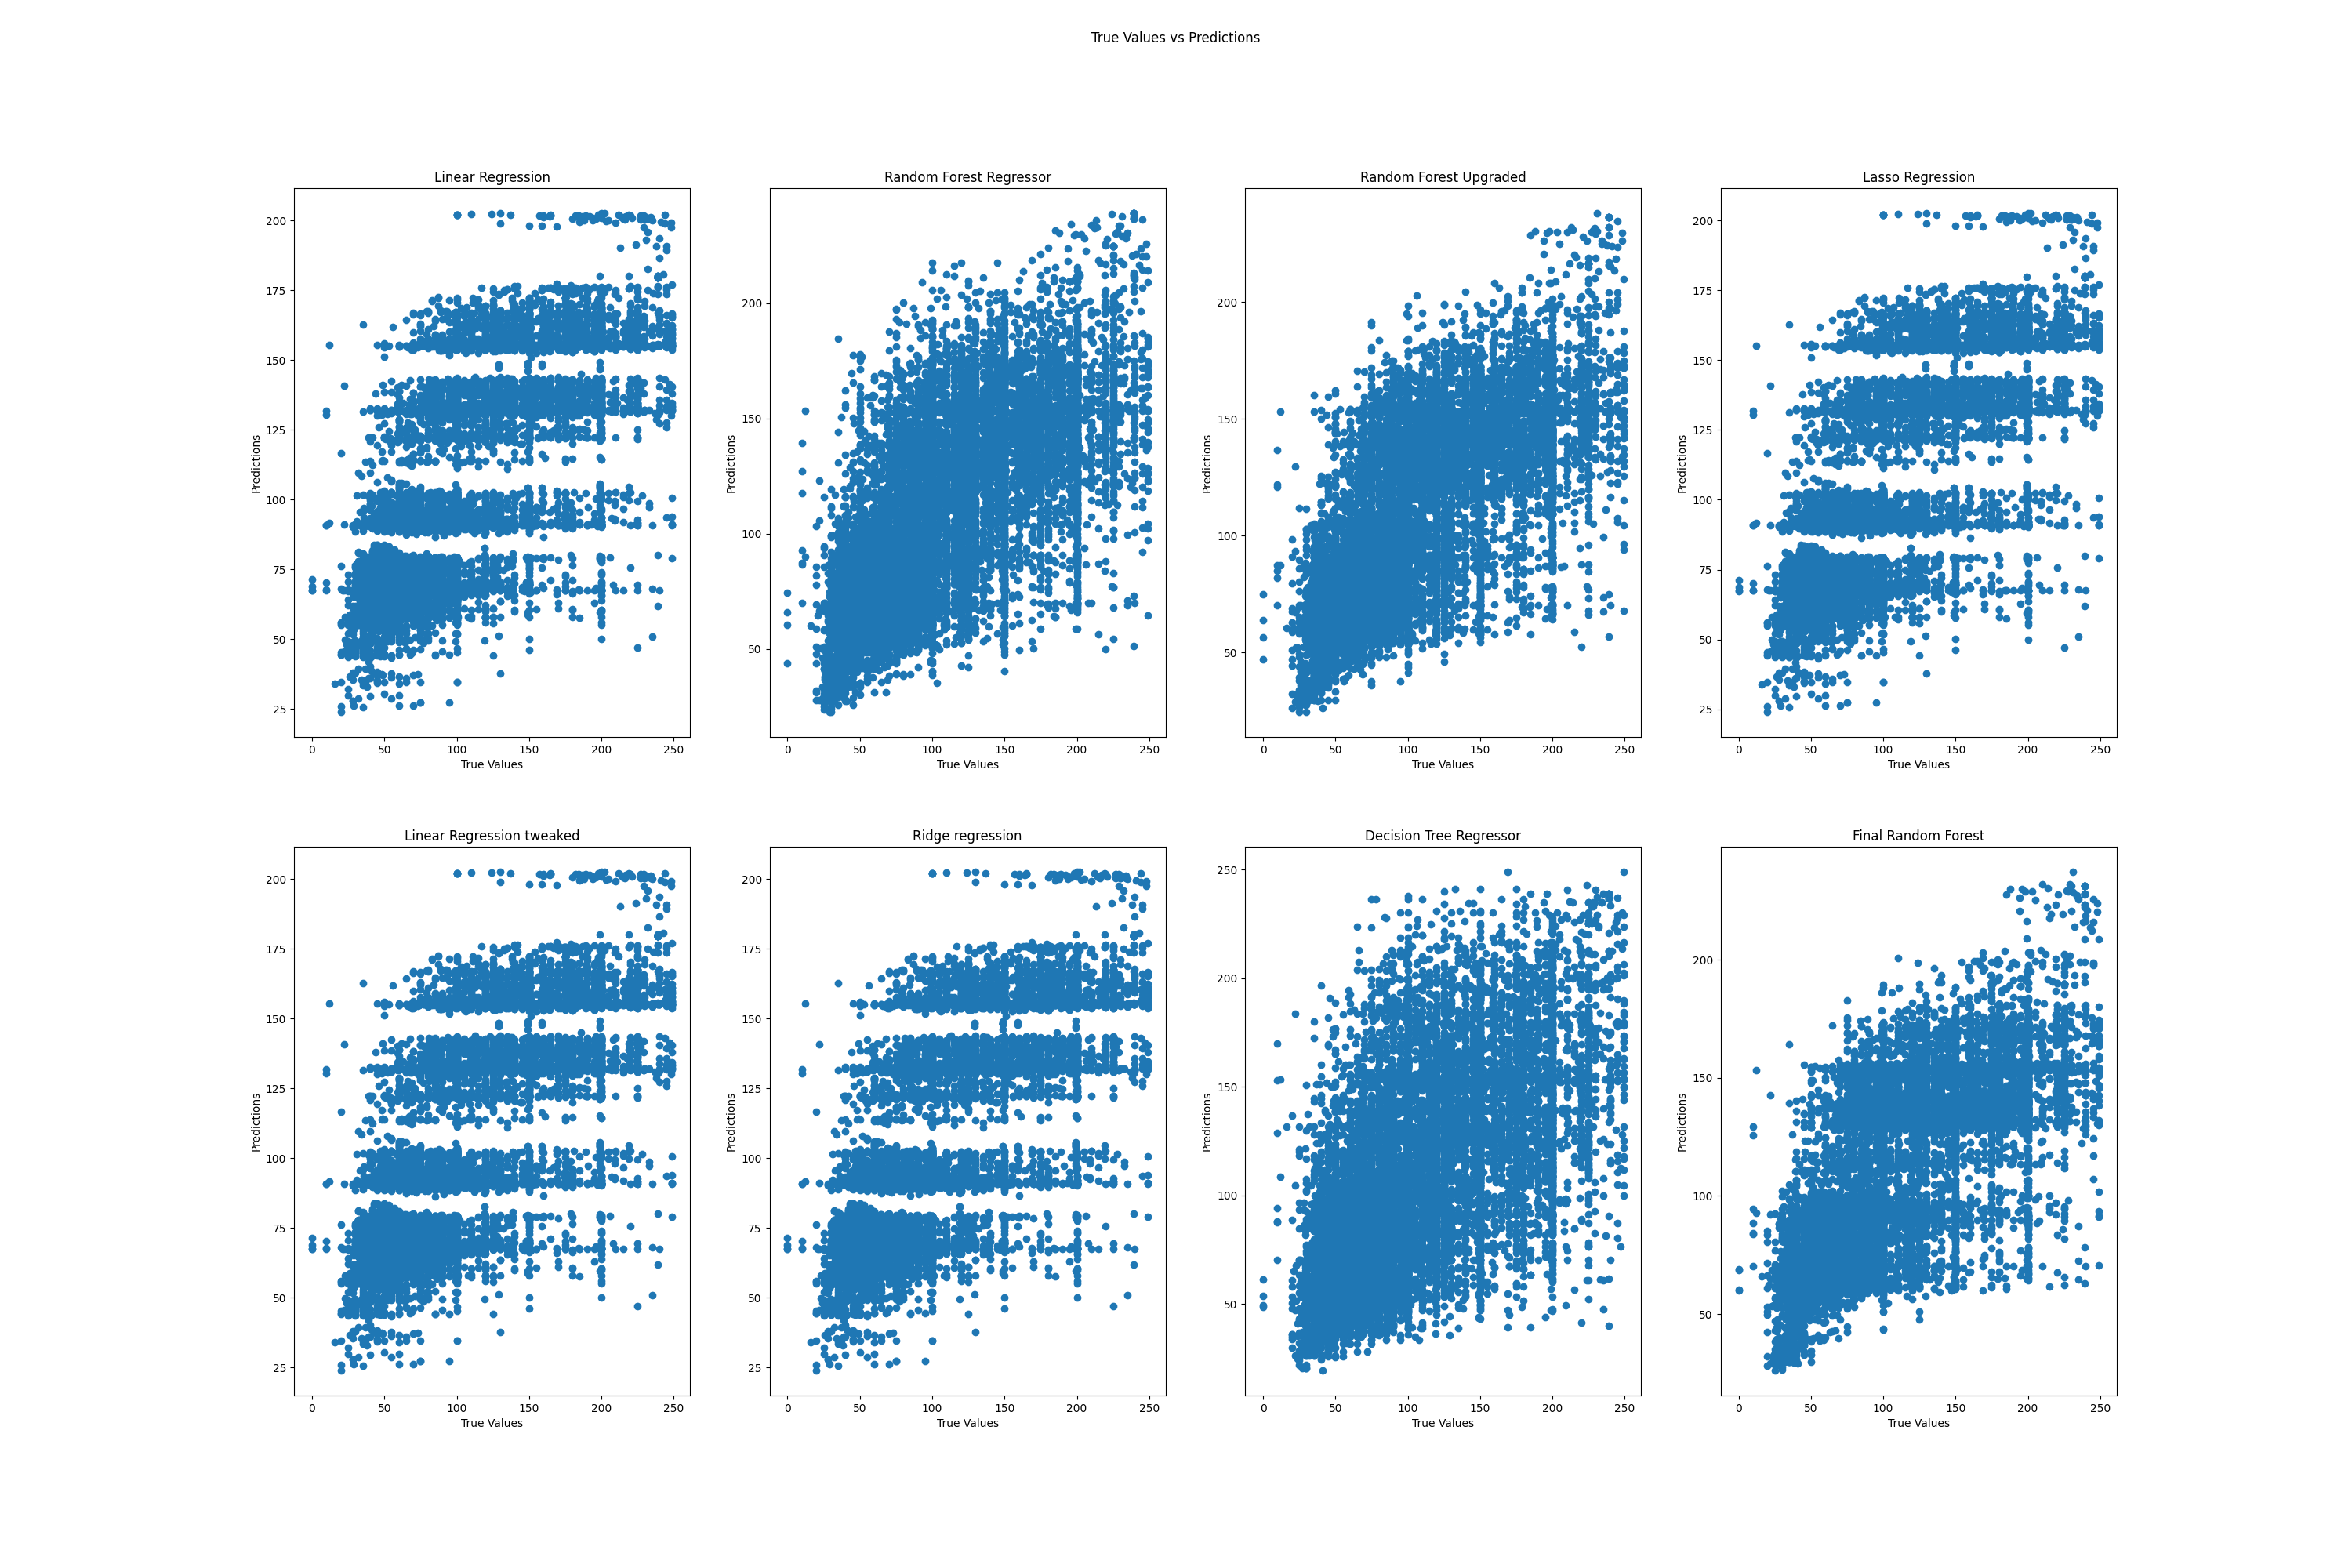 True Values vs Predictions
Linear Regression
Random Forest Regressor
Random Forest Upgraded
Lasso Regression
200
175
150
125
100
75
50
25
Predictions
0 50 100 150 200 250
True Values
200
150
100
50
Predictions
0 50 100 150 200 250
True Values
200
150
100
50
Predictions
0 50 100 150 200 250
True Values
200
175
150
125
100
75
50
25
Predictions
0 50 100 150 200 250
True Values
Linear Regression tweaked
Ridge regression
Decision Tree Regressor
Final Random Forest
200
175
150
125
100
75
50
25
Predictions
0 50 100 150 200 250
True Values
200
175
150
125
100
75
50
25
Predictions
0 50 100 150 200 250
True Values
250
200
150
100
50
Predictions
0 50 100 150 200 250
True Values
200
150
100
50
Predictions
0 50 100 150 200 250
True Values